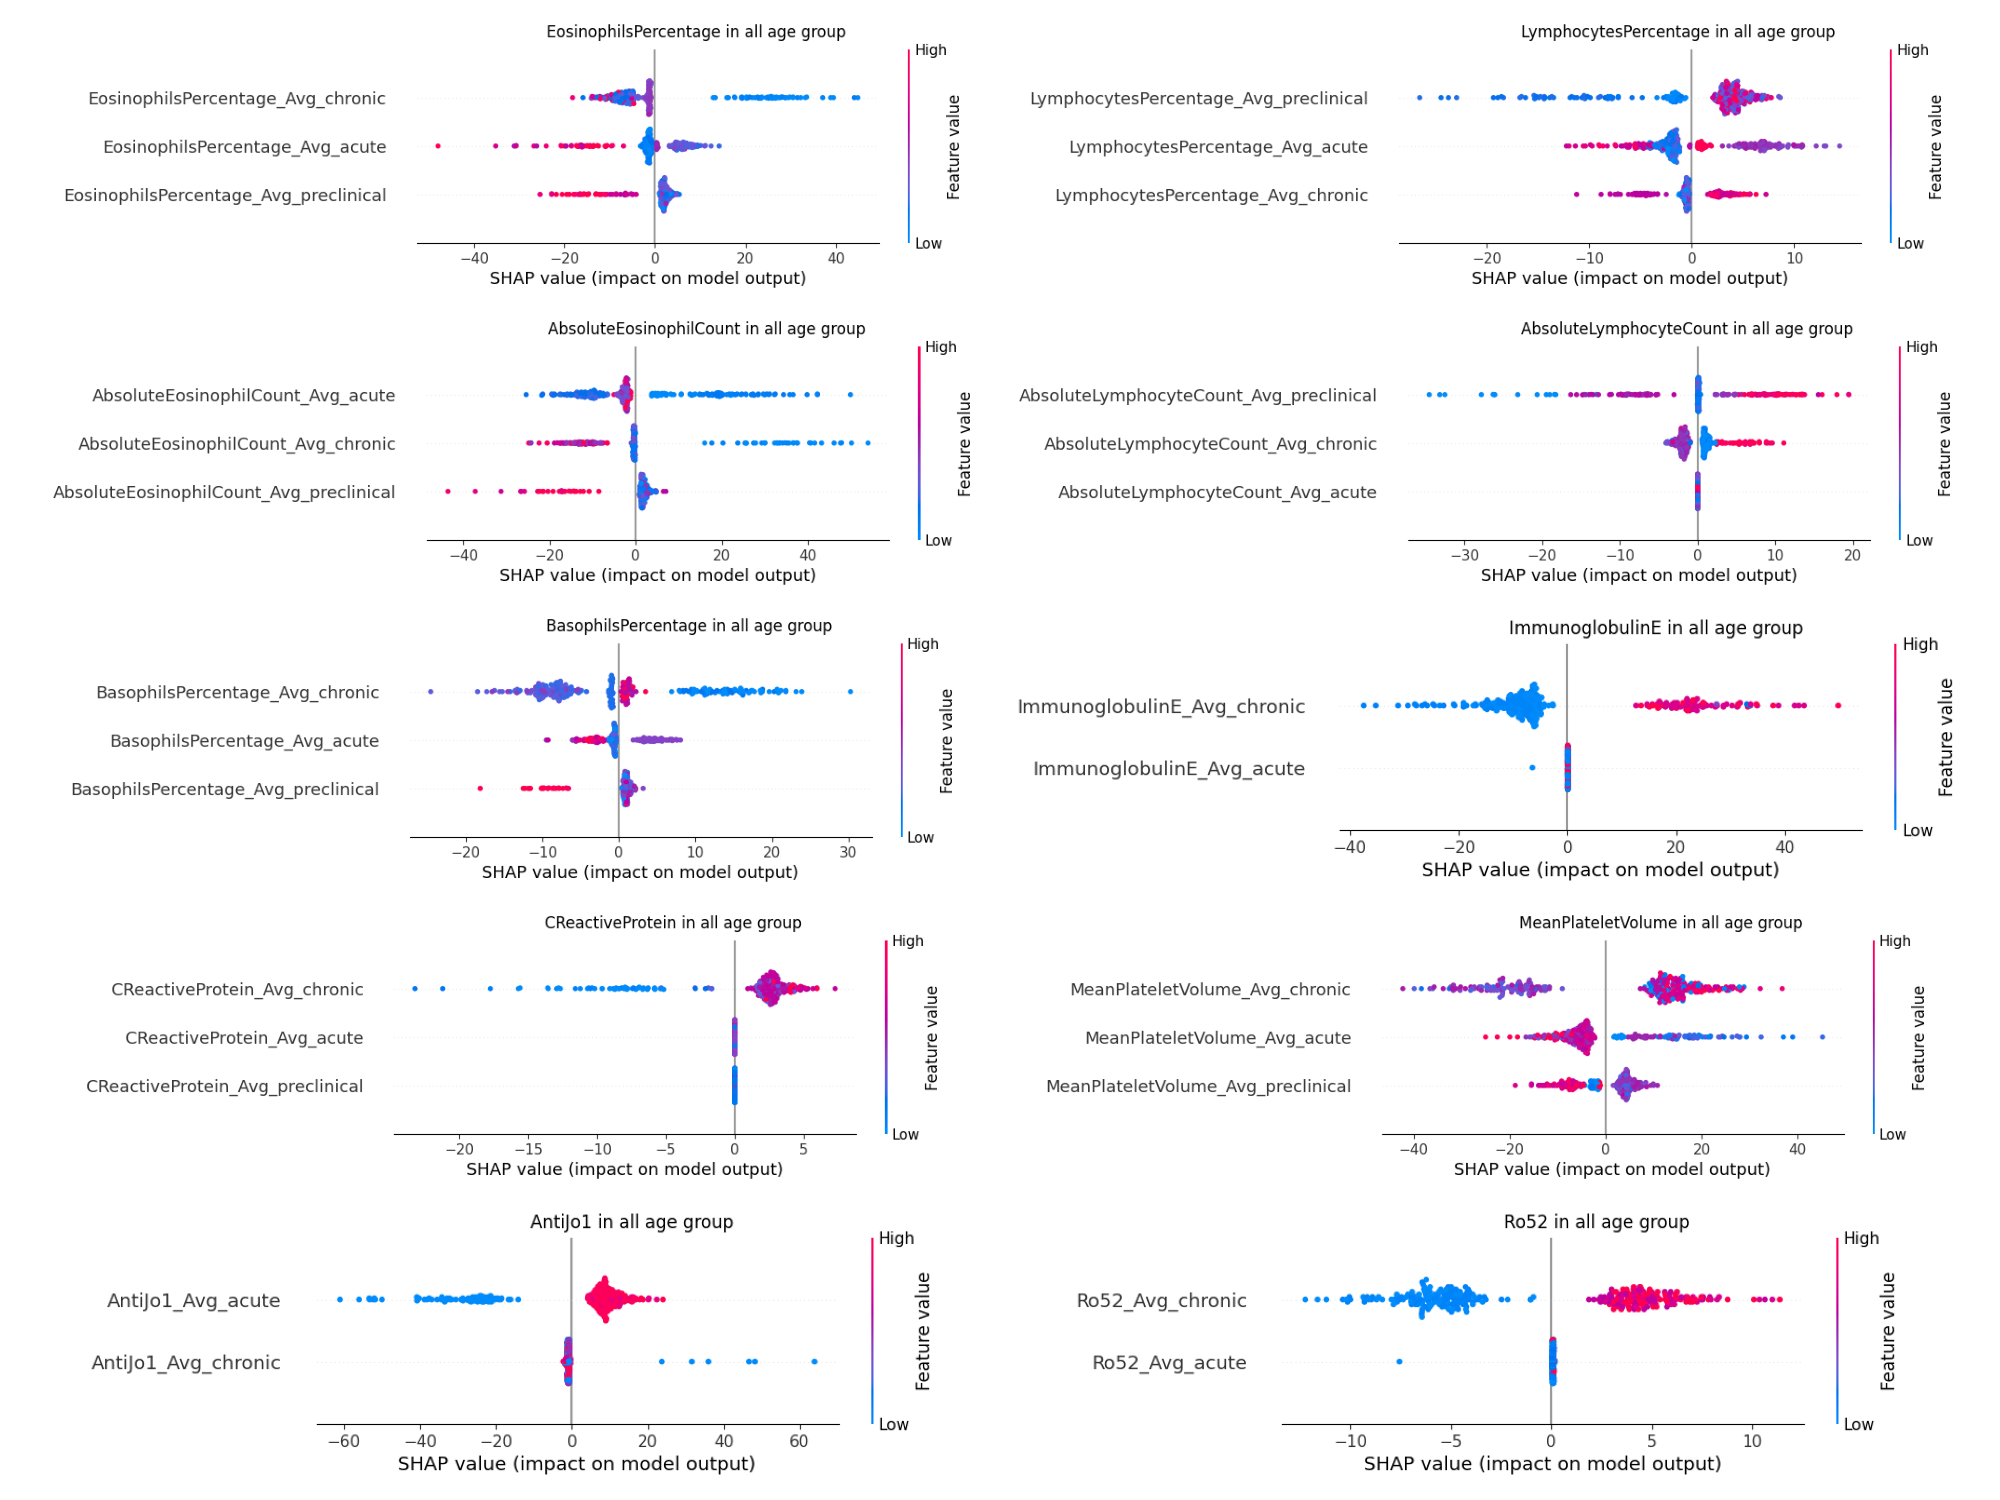 EosinophilsPercentage in all age group
High
EosinophilsPercentage_Avg_chronic
EosinophilsPercentage_Avg_acute
EosinophilsPercentage_Avg_preclinical
Feature value
Low
−40 −20 0 20 40
SHAP value (impact on model output)
LymphocytesPercentage in all age group
High
LymphocytesPercentage_Avg_preclinical
LymphocytesPercentage_Avg_acute
LymphocytesPercentage_Avg_chronic
Feature value
Low
−20 −10 0 10
SHAP value (impact on model output)
AbsoluteEosinophilCount in all age group
High
AbsoluteEosinophilCount_Avg_acute
AbsoluteEosinophilCount_Avg_chronic
AbsoluteEosinophilCount_Avg_preclinical
Feature value
Low
−40 −20 0 20 40
SHAP value (impact on model output)
AbsoluteLymphocyteCount in all age group
High
AbsoluteLymphocyteCount_Avg_preclinical
AbsoluteLymphocyteCount_Avg_chronic
AbsoluteLymphocyteCount_Avg_acute
Feature value
Low
−30 −20 −10 0 10 20
SHAP value (impact on model output)
BasophilsPercentage in all age group
High
BasophilsPercentage_Avg_chronic
BasophilsPercentage_Avg_acute
BasophilsPercentage_Avg_preclinical
Feature value
Low
−20 −10 0 10 20 30
SHAP value (impact on model output)
ImmunoglobulinE in all age group
High
ImmunoglobulinE_Avg_chronic
ImmunoglobulinE_Avg_acute
Feature value
Low
−40 −20 0 20 40
SHAP value (impact on model output)
CReactiveProtein in all age group
High
CReactiveProtein_Avg_chronic
CReactiveProtein_Avg_acute
CReactiveProtein_Avg_preclinical
Feature value
Low
−20 −15 −10 −5 0 5
SHAP value (impact on model output)
MeanPlateletVolume in all age group
High
MeanPlateletVolume_Avg_chronic
MeanPlateletVolume_Avg_acute
MeanPlateletVolume_Avg_preclinical
Feature value
Low
−40 −20 0 20 40
SHAP value (impact on model output)
AntiJo1 in all age group
High
AntiJo1_Avg_acute
AntiJo1_Avg_chronic
Feature value
Low
−60 −40 −20 0 20 40 60
SHAP value (impact on model output)
Ro52 in all age group
High
Ro52_Avg_chronic
Ro52_Avg_acute
Feature value
Low
−10 −5 0 5 10
SHAP value (impact on model output)